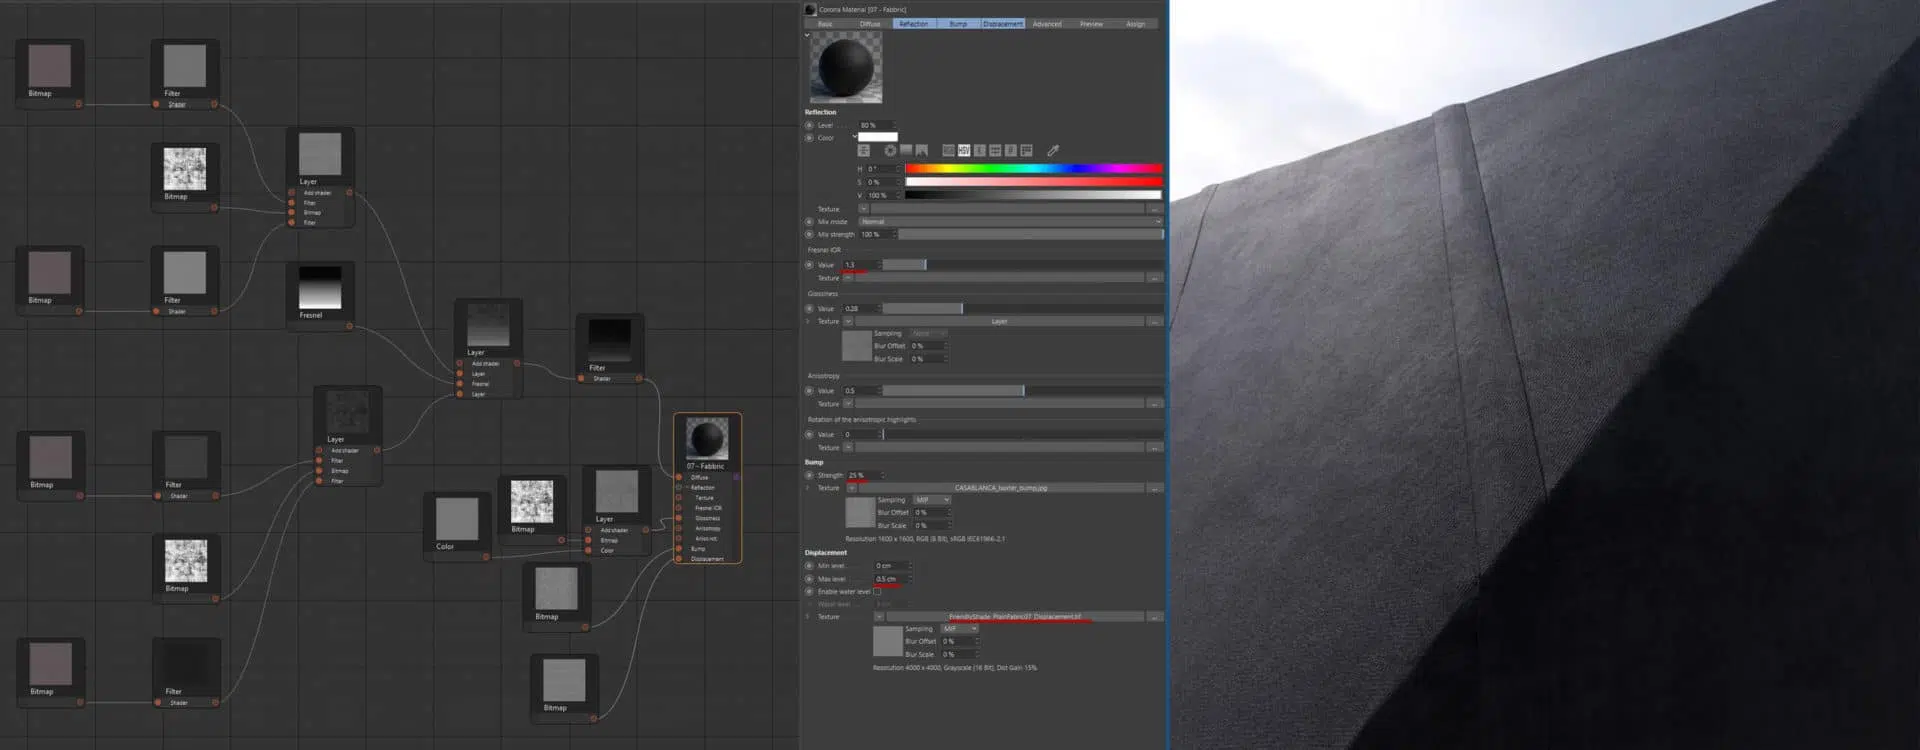 Bitmap
Filter
Shader
Bitmap
Layer
Add shader
Filter
Bitmap
Filter
Bitmap
Filter
Shader
Fresnel
Layer
Add shader
Layer
Fresnel
Layer
Filter
Shader
Layer
Add shader
Filter
Bitmap
Filter
Bitmap
Filter
Shader
Bitmap
Bitmap
Filter
Shader
Color
Bitmap
Layer
Add shader
Bitmap
Color
Bitmap
Bitmap
07 - Fabbric
Diffuse
Reflection
Texture
Fresnel IOR
Glossiness
Anisotropy
Bump
Displacement
Corona Material [07 - Fabbric]
Basic Diffuse Reflection Bump Displacement Advanced Preview Assign
Reflection
Level 80 %
Color
H 0 °
S 0 %
V 100 %
Texture
Mix mode Normal
Mix strength 100 %
Fresnel IOR
Value 1.3
Texture
Glossiness
Value 0.28
Texture Layer
Sampling None
Blur Offset 0 %
Blur Scale 0 %
Anisotropy
Value 0.5
Texture
Rotation of the anisotropic highlights
Value 0
Texture
Bump
Strength 25 %
Texture CASABLANCA_baxter_bump.jpg
Sampling MIP
Blur Offset 0 %
Blur Scale 0 %
Resolution 1600 x 1600, RGB (8 Bit), sRGB IEC61966-2.1
Displacement
Min level 0 cm
Max level 0.5 cm
Enable water level
Water level
Texture FriendlyShade_PlainFabric07_Displacement.tif
Sampling MIP
Blur Offset 0 %
Blur Scale 0 %
Resolution 4000 x 4000, Grayscale (16 Bit), Dot Gain 15%